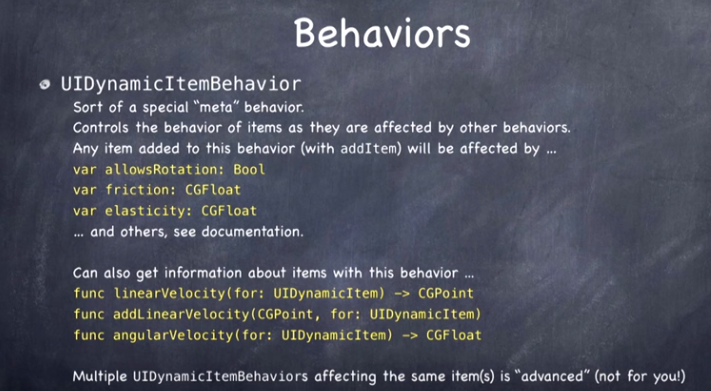 Behaviors
UIDynamicItemBehavior
Sort of a special “meta” behavior.
Controls the behavior of items as they are affected by other behaviors.
Any item added to this behavior (with addItem) will be affected by …
var allowsRotation: Bool
var friction: CGFloat
var elasticity: CGFloat
… and others, see documentation.
Can also get information about items with this behavior …
func linearVelocity(for: UIDynamicItem) -> CGPoint
func addLinearVelocity(CGPoint, for: UIDynamicItem)
func angularVelocity(for: UIDynamicItem) -> CGFloat
Multiple UIDynamicItemBehaviors affecting the same item(s) is “advanced” (not for you!)